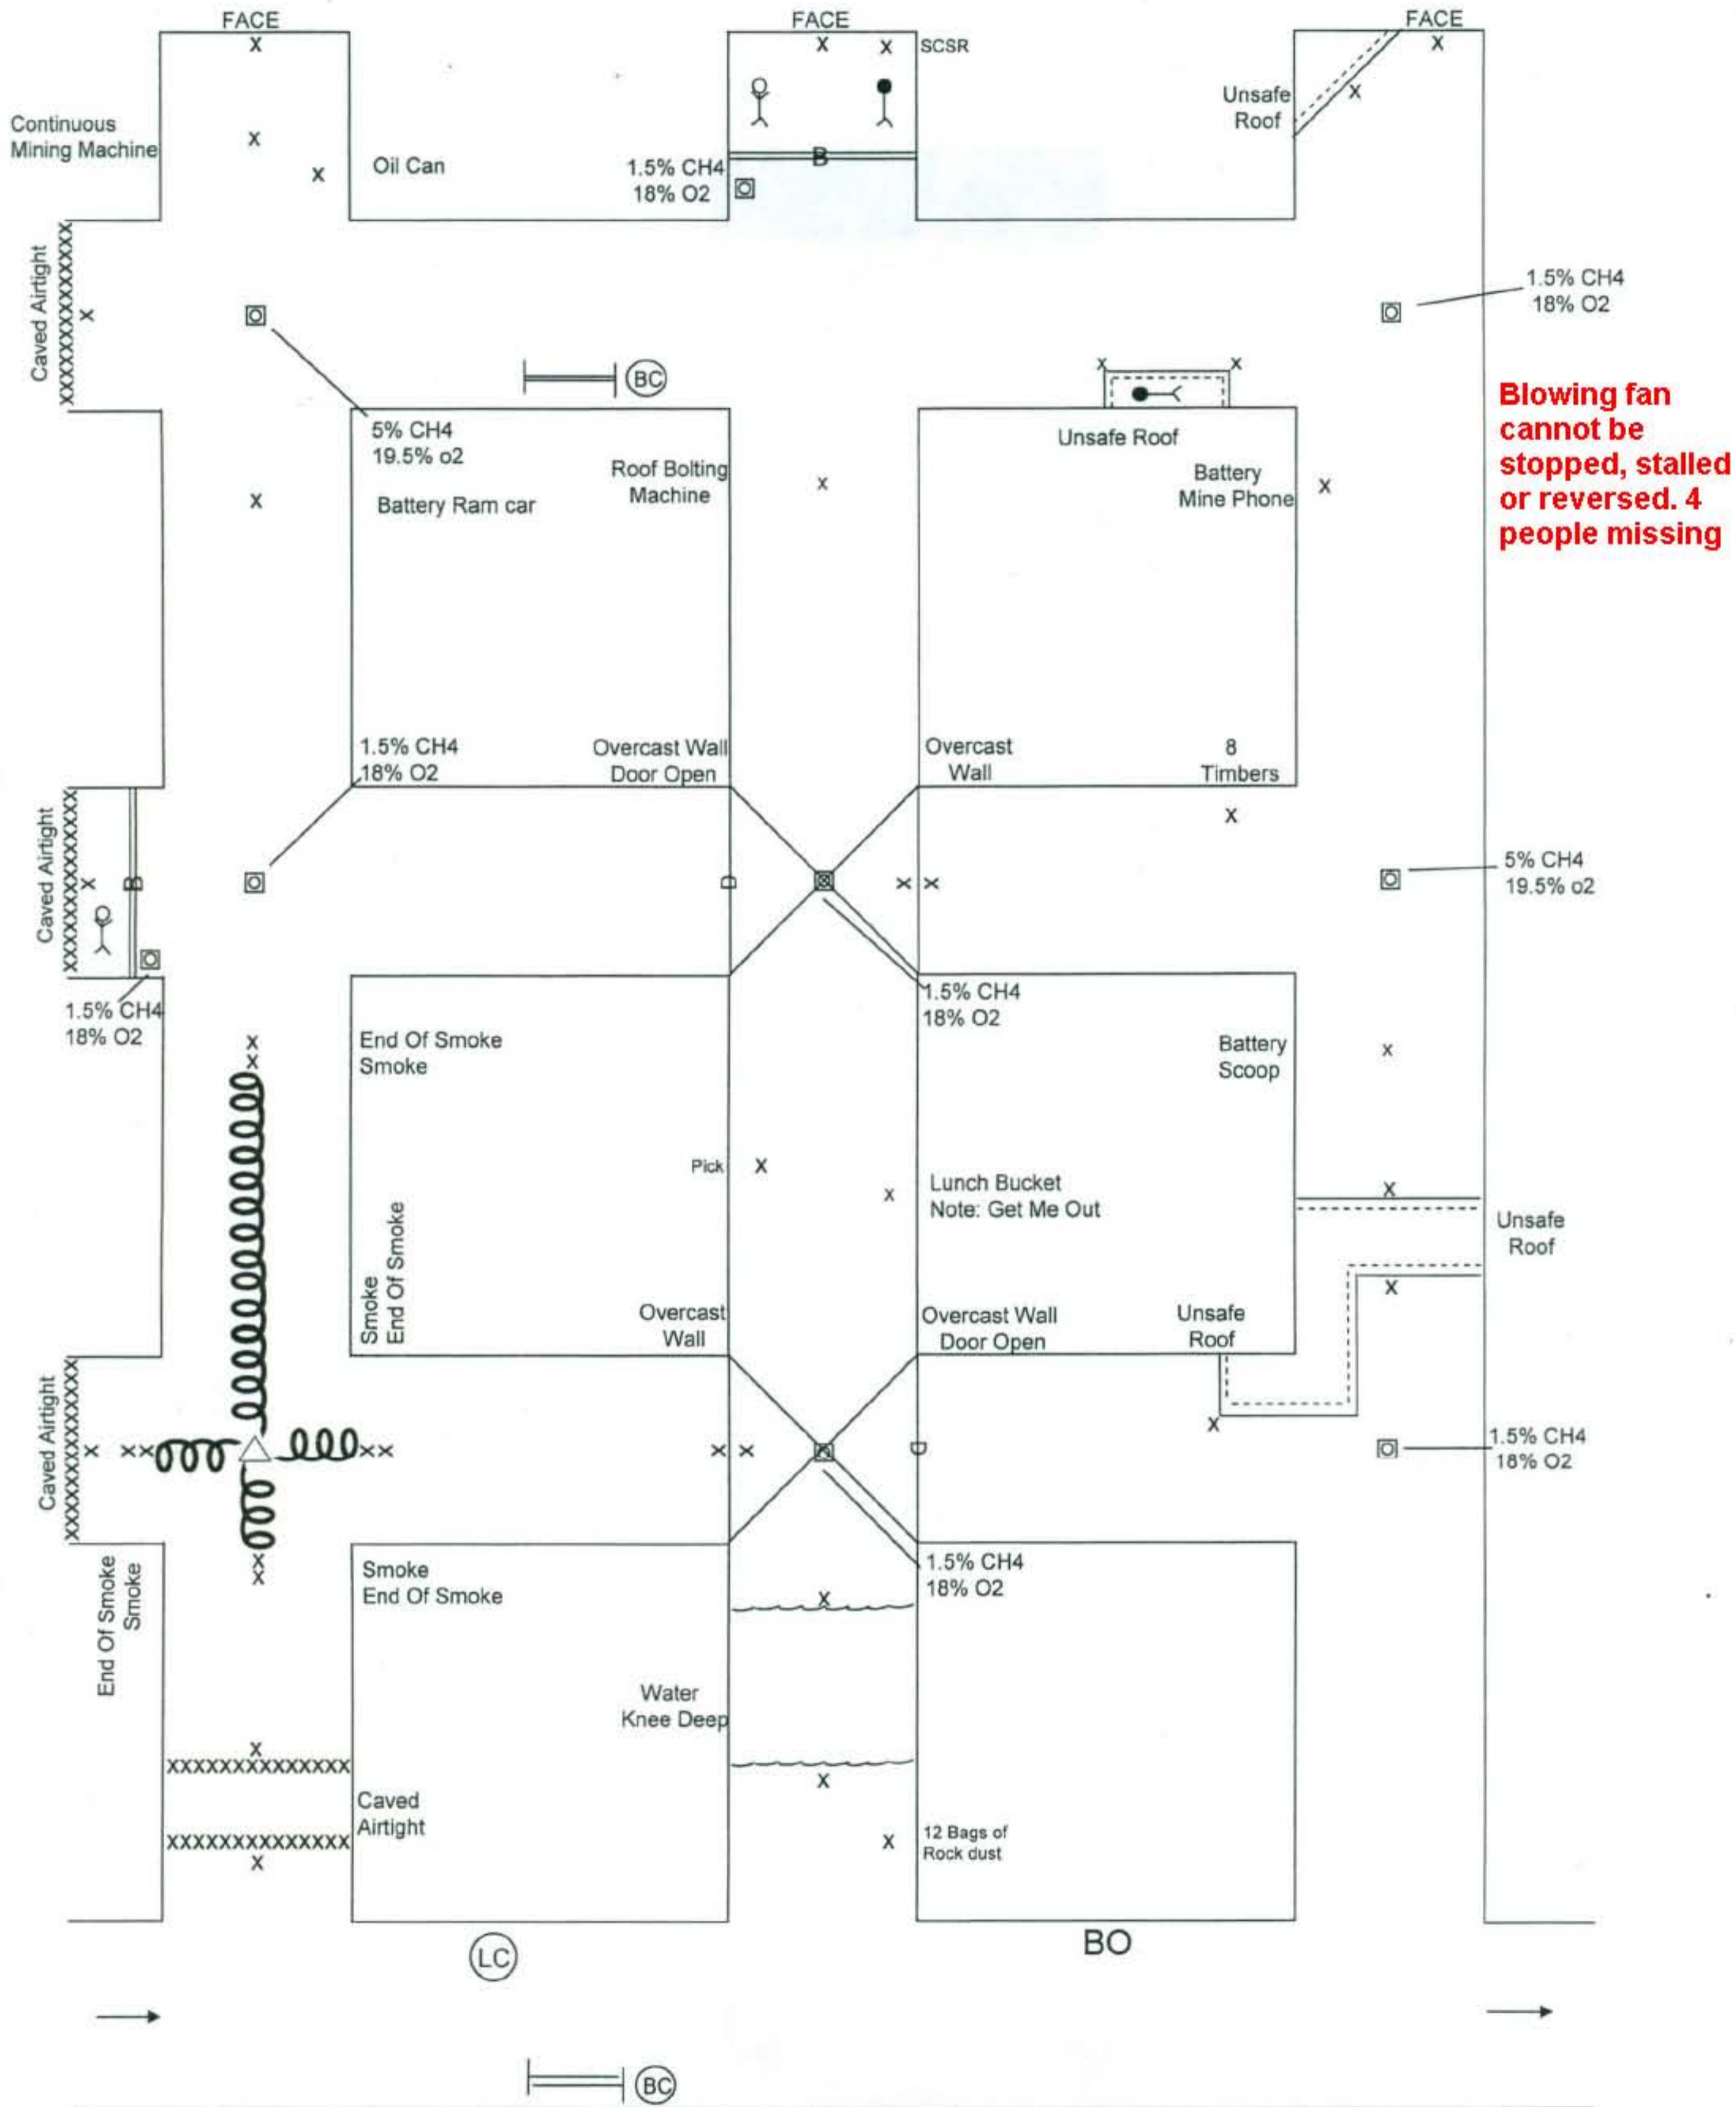 FACE
FACE
FACE
X
X
X
SCSR
X
Unsafe
Roof
X
Continuous
Mining Machine
X
Oil Can
X
1.5% CH4
18% O2
B
Caved Airtight
XXXXXXXXXXXXXX
X
1.5% CH4
18% O2
BC
X
X
Blowing fan
cannot be
stopped, stalled
or reversed. 4
people missing
5% CH4
19.5% o2
Unsafe Roof
Roof Bolting
Machine
X
Battery
Mine Phone
X
X
Battery Ram car
1.5% CH4
18% O2
Overcast Wall
Door Open
Overcast
Wall
8
Timbers
X
Caved Airtight
X
B
D
X
X
5% CH4
19.5% o2
1.5% CH4
18% O2
1.5% CH4
18% O2
X
X
End Of Smoke
Smoke
Battery
Scoop
X
Pick
X
X
Lunch Bucket
Note: Get Me Out
X
Unsafe
Roof
Smoke
End Of Smoke
X
Overcast
Wall
Overcast Wall
Door Open
Unsafe
Roof
X
Caved Airtight
X
X
X
X
X
X
X
D
1.5% CH4
18% O2
X
X
Smoke
End Of Smoke
1.5% CH4
18% O2
X
End Of Smoke
Smoke
Water
Knee Deep
X
XXXXXXXXXXXXXX
X
Caved
Airtight
XXXXXXXXXXXXXX
X
X
12 Bags of
Rock dust
LC
BO
BC